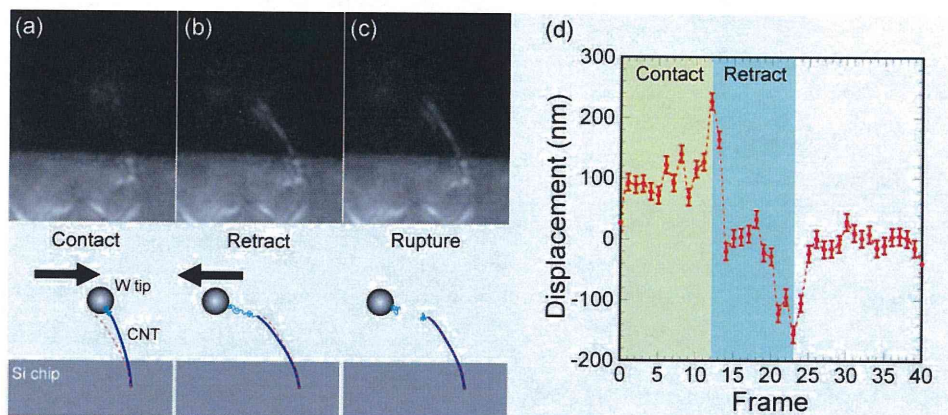 (a)
(b)
(c)
Contact
Retract
Rupture
W tip
CNT
Si chip
(d)
300
200
100
0
-100
-200
Displacement (nm)
Contact
Retract
0
5
10
15
20
25
30
35
40
Frame